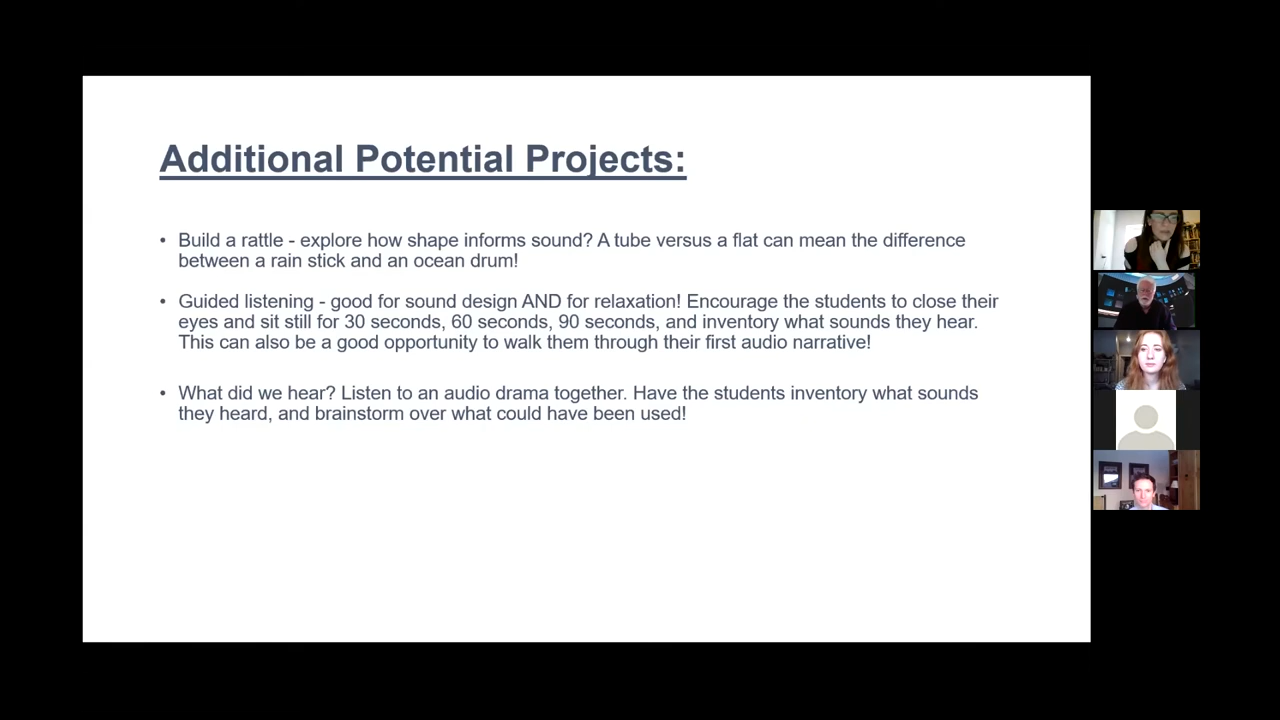 Additional Potential Projects:
• Build a rattle - explore how shape informs sound? A tube versus a flat can mean the difference
between a rain stick and an ocean drum!
• Guided listening - good for sound design AND for relaxation! Encourage the students to close their
eyes and sit still for 30 seconds, 60 seconds, 90 seconds, and inventory what sounds they hear.
This can also be a good opportunity to walk them through their first audio narrative!
• What did we hear? Listen to an audio drama together. Have the students inventory what sounds
they heard, and brainstorm over what could have been used!